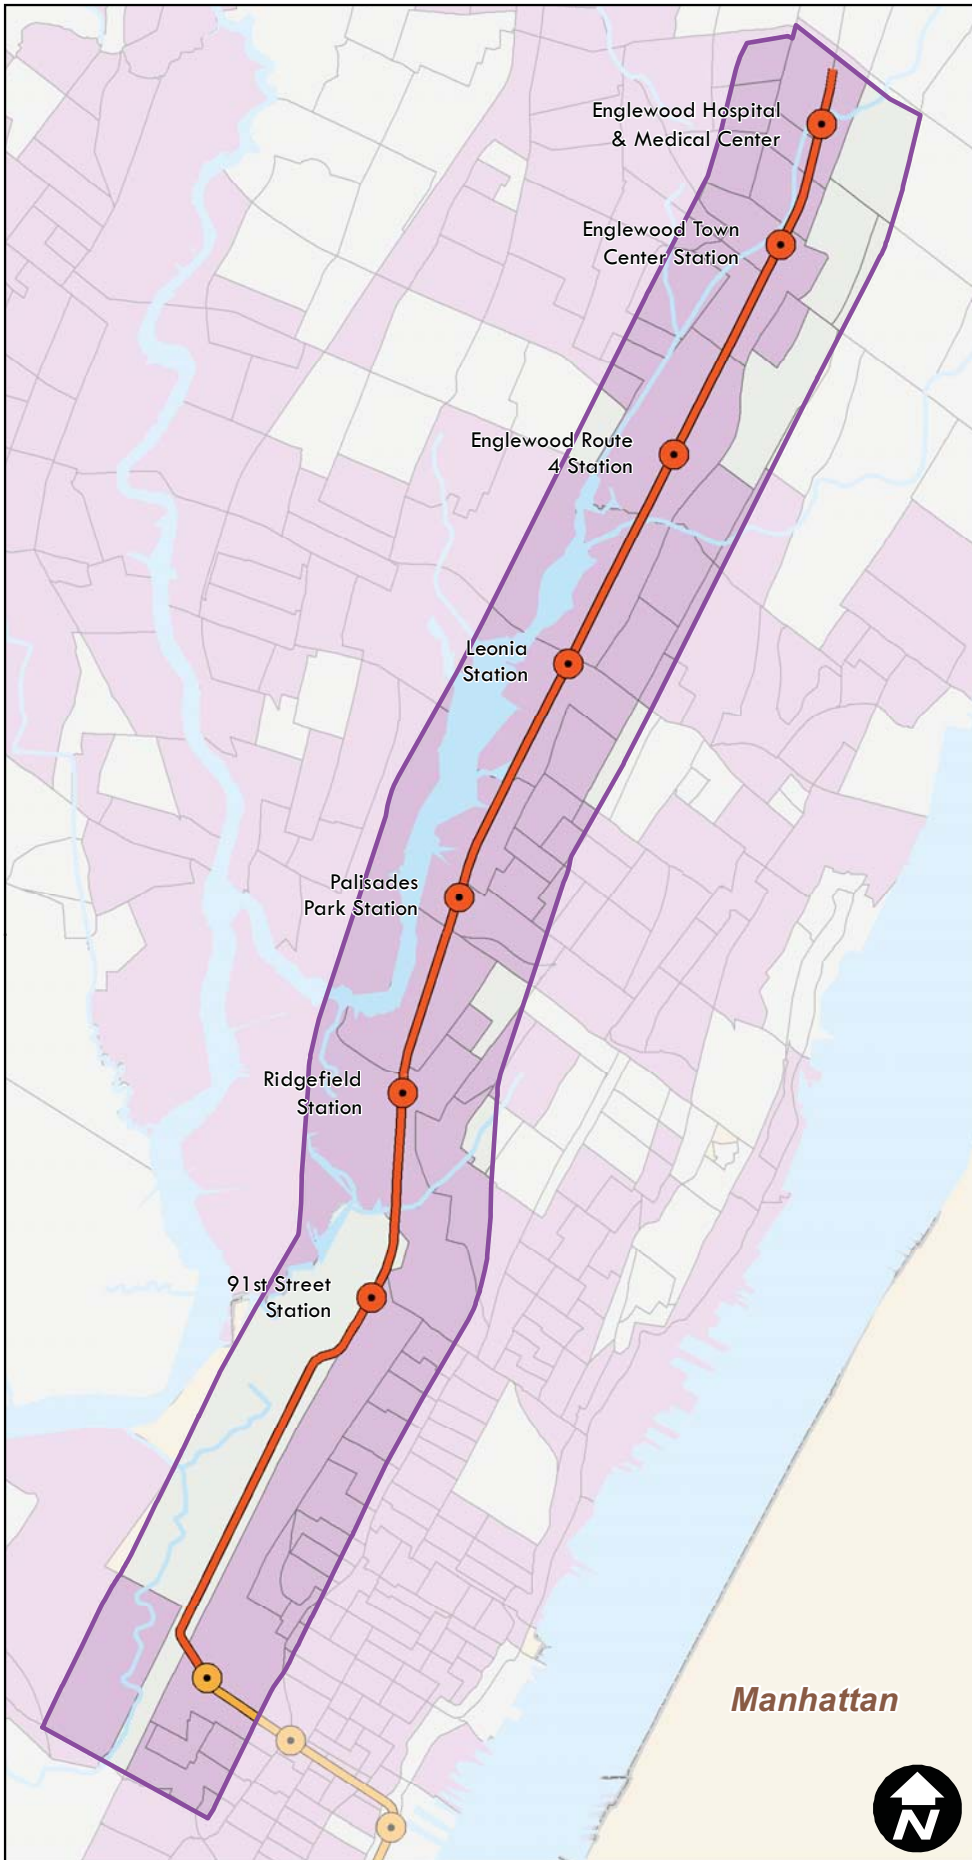 Englewood Hospital
& Medical Center
Englewood Town
Center Station
Englewood Route
4 Station
Leonia
Station
Palisades
Park Station
Ridgefield
Station
91st Street
Station
Manhattan
N